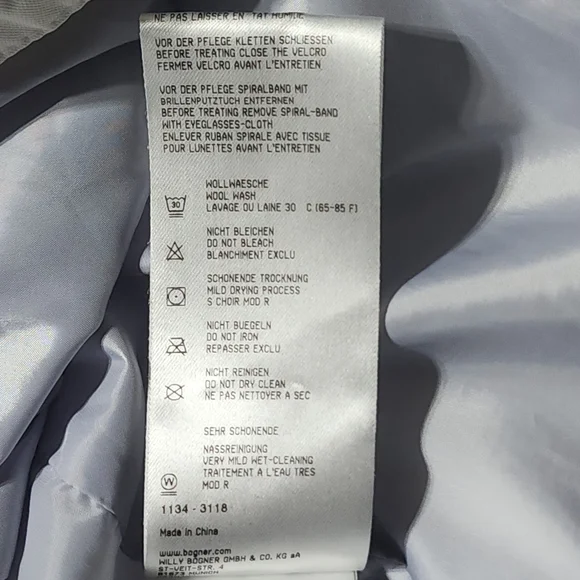 NE PAS LAISSER EN TAT HUMIDE
VOR DER PFLEGE KLETTEN SCHLIESSEN
BEFORE TREATING CLOSE THE VELCRO
FERMER VELCRO AVANT L'ENTRETIEN
VOR DER PFLEGE SPIRALBAND MIT
BRILLENPUTZTUCH ENTFERNEN
BEFORE TREATING REMOVE SPIRAL-BAND
WITH EYEGLASSES-CLOTH
ENLEVER RUBAN SPIRALE AVEC TISSUE
POUR LUNETTES AVANT L'ENTRETIEN
WOLLWAESCHE
WOOL WASH
30 LAVAGE OU LAINE 30 C (65-85 F)
NICHT BLEICHEN
DO NOT BLEACH
BLANCHIMENT EXCLU
SCHONENDE TROCKNUNG
MILD DRYING PROCESS
S CHOIR MOD R
NICHT BUEGELN
DO NOT IRON
REPASSER EXCLU
NICHT REINIGEN
DO NOT DRY CLEAN
NE PAS NETTOYER A SEC
SEHR SCHONENDE
NASSREINIGUNG
VERY MILD WET-CLEANING
TRAITEMENT A L'EAU TRES
W MOD R
1134 - 3118
Made in China
www.bogner.com
WILLY BOGNER GMBH & CO. KG aA
ST-VEIT-STR. 4
81673 MUNICH